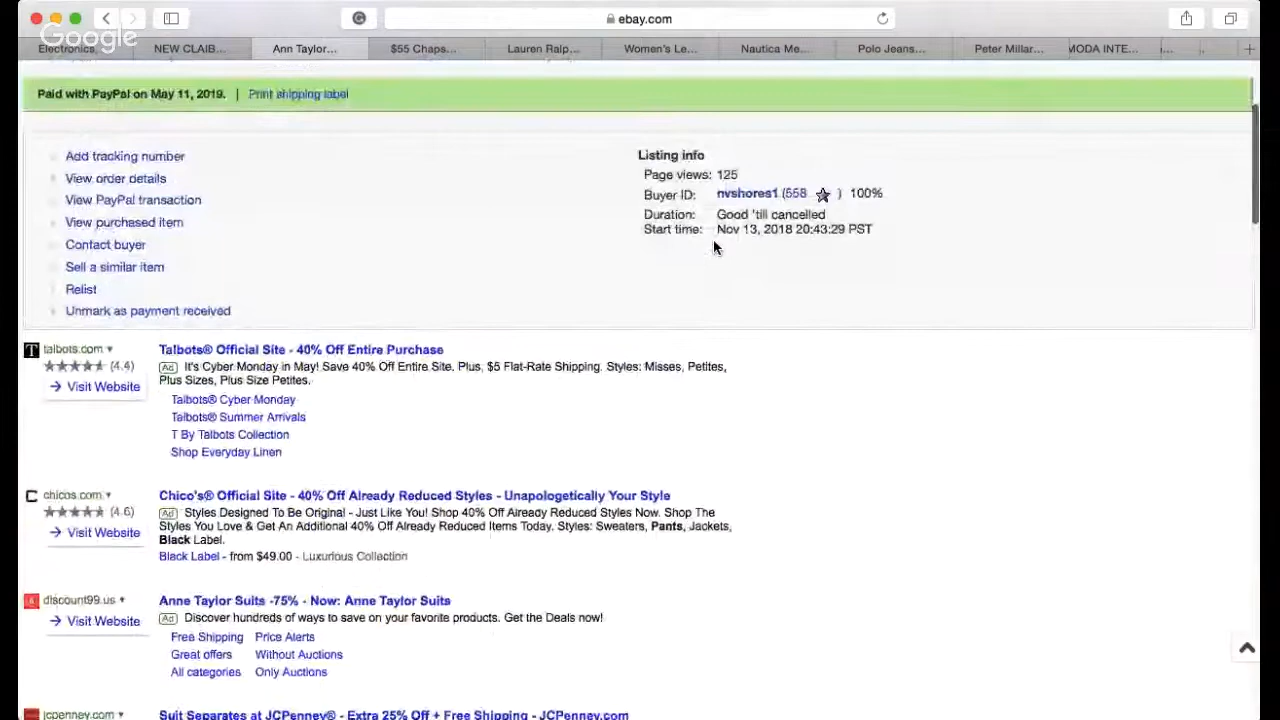 ebay.com
Google
Electronics,
NEW CLAIB...
Ann Taylor...
$55 Chaps...
Lauren Ralp...
Women's Le...
Nautica Me...
Polo Jeans...
Peter Millar...
MODA INTE...
Paid with PayPal on May 11, 2019. | Print shipping label
Add tracking number
View order details
View PayPal transaction
View purchased item
Contact buyer
Sell a similar item
Relist
Unmark as payment received
Listing info
Page views: 125
Buyer ID: nvshores1 (558 ) 100%
Duration: Good 'till cancelled
Start time: Nov 13, 2018 20:43:29 PST
talbots.com
(4.4)
→ Visit Website
Talbots® Official Site - 40% Off Entire Purchase
Ad It's Cyber Monday in May! Save 40% Off Entire Site. Plus, $5 Flat-Rate Shipping. Styles: Misses, Petites,
Plus Sizes, Plus Size Petites.
Talbots® Cyber Monday
Talbots® Summer Arrivals
T By Talbots Collection
Shop Everyday Linen
chicos.com
(4.6)
→ Visit Website
Chico's® Official Site - 40% Off Already Reduced Styles - Unapologetically Your Style
Ad Styles Designed To Be Original - Just Like You! Shop 40% Off Already Reduced Styles Now. Shop The
Styles You Love & Get An Additional 40% Off Already Reduced Items Today. Styles: Sweaters, Pants, Jackets,
Black Label.
Black Label - from $49.00 - Luxurious Collection
discount99.us
→ Visit Website
Anne Taylor Suits -75% - Now: Anne Taylor Suits
Ad Discover hundreds of ways to save on your favorite products. Get the Deals now!
Free Shipping Price Alerts
Great offers Without Auctions
All categories Only Auctions
jcpenney.com
Suit Separates at JCPenney® - Extra 25% Off + Free Shipping - JCPenney.com